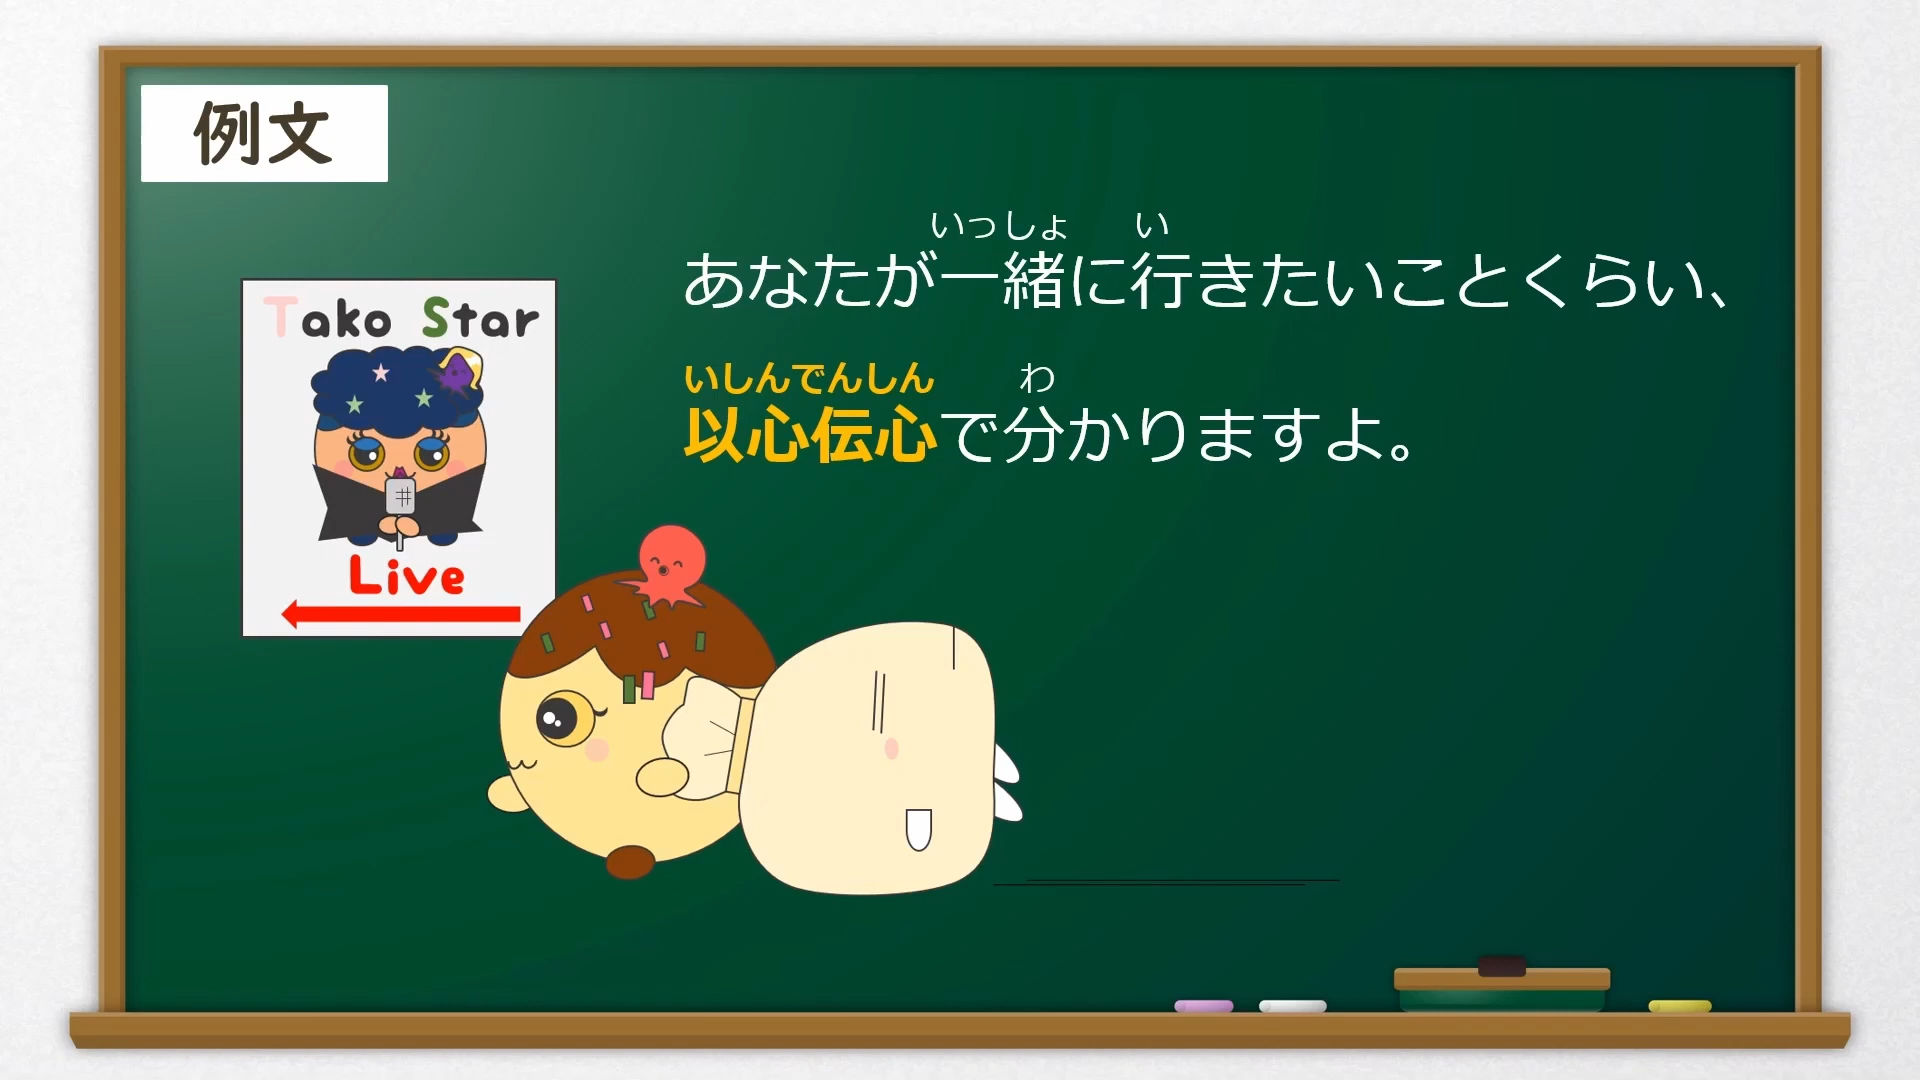 例文
いっしょ い
あなたが一緒に行きたいことくらい、
いしんでんしん わ
以心伝心で分かりますよ。
Tako Star
Live